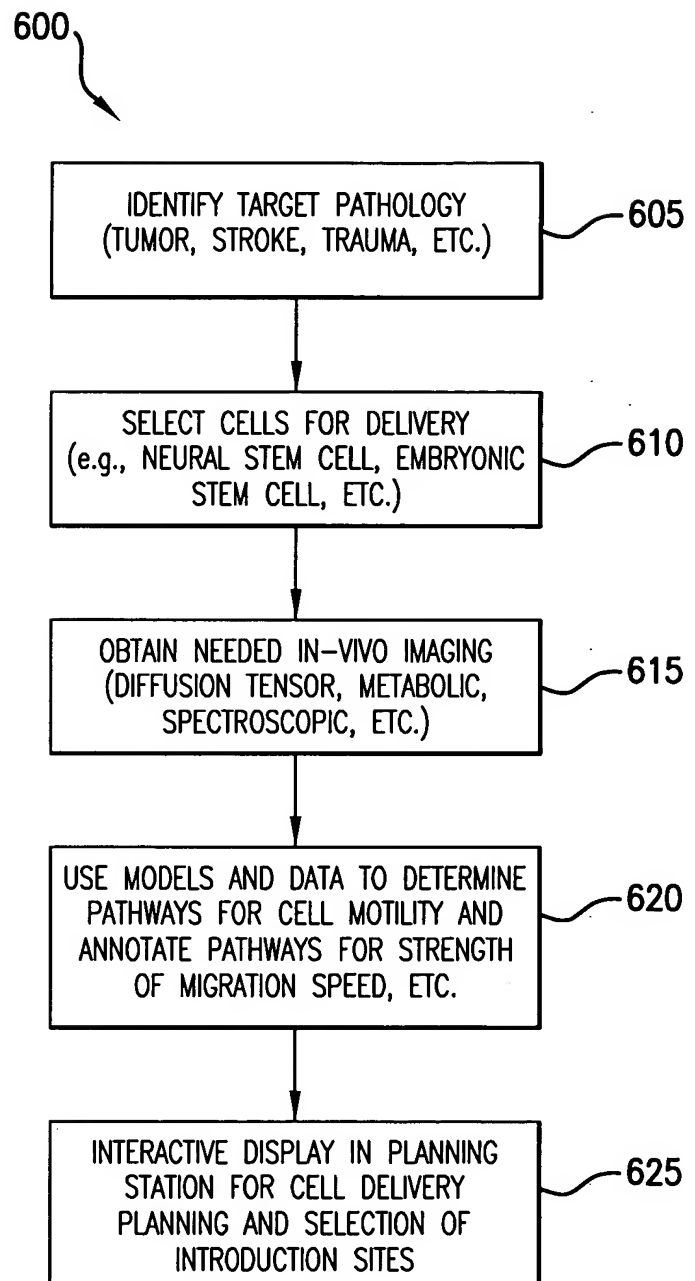 600
IDENTIFY TARGET PATHOLOGY
(TUMOR, STROKE, TRAUMA, ETC.)
605
SELECT CELLS FOR DELIVERY
(e.g., NEURAL STEM CELL, EMBRYONIC
STEM CELL, ETC.)
610
OBTAIN NEEDED IN-VIVO IMAGING
(DIFFUSION TENSOR, METABOLIC,
SPECTROSCOPIC, ETC.)
615
USE MODELS AND DATA TO DETERMINE
PATHWAYS FOR CELL MOTILITY AND
ANNOTATE PATHWAYS FOR STRENGTH
OF MIGRATION SPEED, ETC.
620
INTERACTIVE DISPLAY IN PLANNING
STATION FOR CELL DELIVERY
PLANNING AND SELECTION OF
INTRODUCTION SITES
625